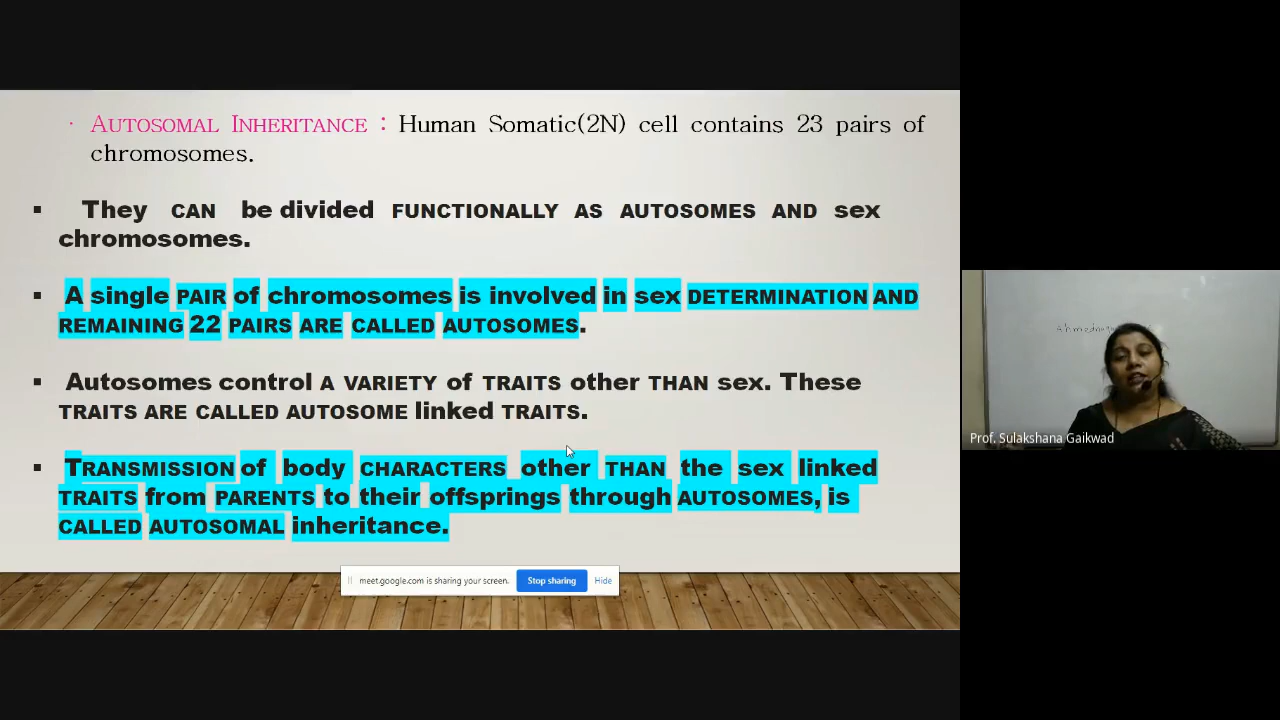 · AUTOSOMAL INHERITANCE : Human Somatic(2N) cell contains 23 pairs of
chromosomes.
▪ They CAN be divided FUNCTIONALLY AS AUTOSOMES AND sex
chromosomes.
▪ A single PAIR of chromosomes is involved in sex DETERMINATION AND
REMAINING 22 PAIRS ARE CALLED AUTOSOMES.
▪ Autosomes control A VARIETY of TRAITS other THAN sex. These
TRAITS ARE CALLED AUTOSOME linked TRAITS.
▪ TRANSMISSION of body CHARACTERS other THAN the sex linked
TRAITS from PARENTS to their offsprings through AUTOSOMES, is
CALLED AUTOSOMAL inheritance.
meet.google.com is sharing your screen. Stop sharing Hide
Prof. Sulakshana Gaikwad